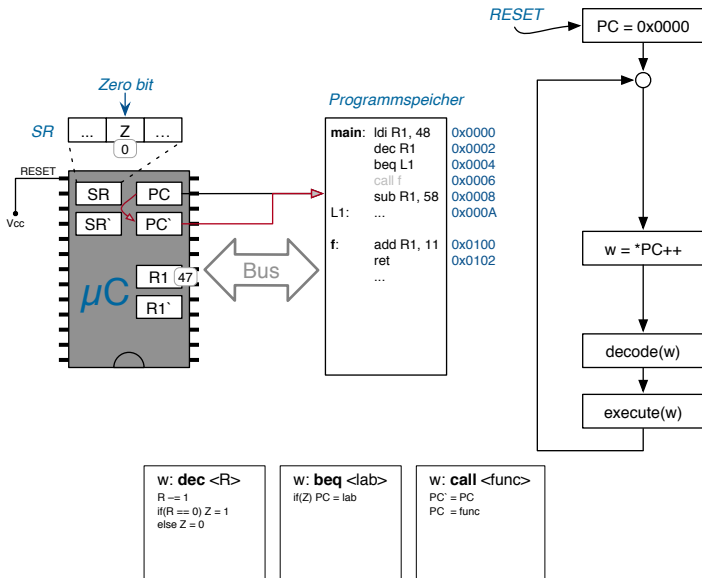 RESET
PC = 0x0000
Zero bit
Programmspeicher
SR
... Z ...
0
RESET
Vcc
SR PC
SR` PC`
R1 47
R1`
µC
Bus
main: ldi R1, 48 0x0000
dec R1 0x0002
beq L1 0x0004
call f 0x0006
sub R1, 58 0x0008
L1: ... 0x000A
f: add R1, 11 0x0100
ret 0x0102
...
w = *PC++
decode(w)
execute(w)
w: dec <R>
R −= 1
if(R == 0) Z = 1
else Z = 0
w: beq <lab>
if(Z) PC = lab
w: call <func>
PC` = PC
PC = func